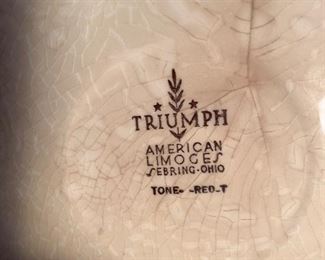 TRIUMPH
AMERICAN
LIMOGES
SEBRING·OHIO
TONE- -RED-T